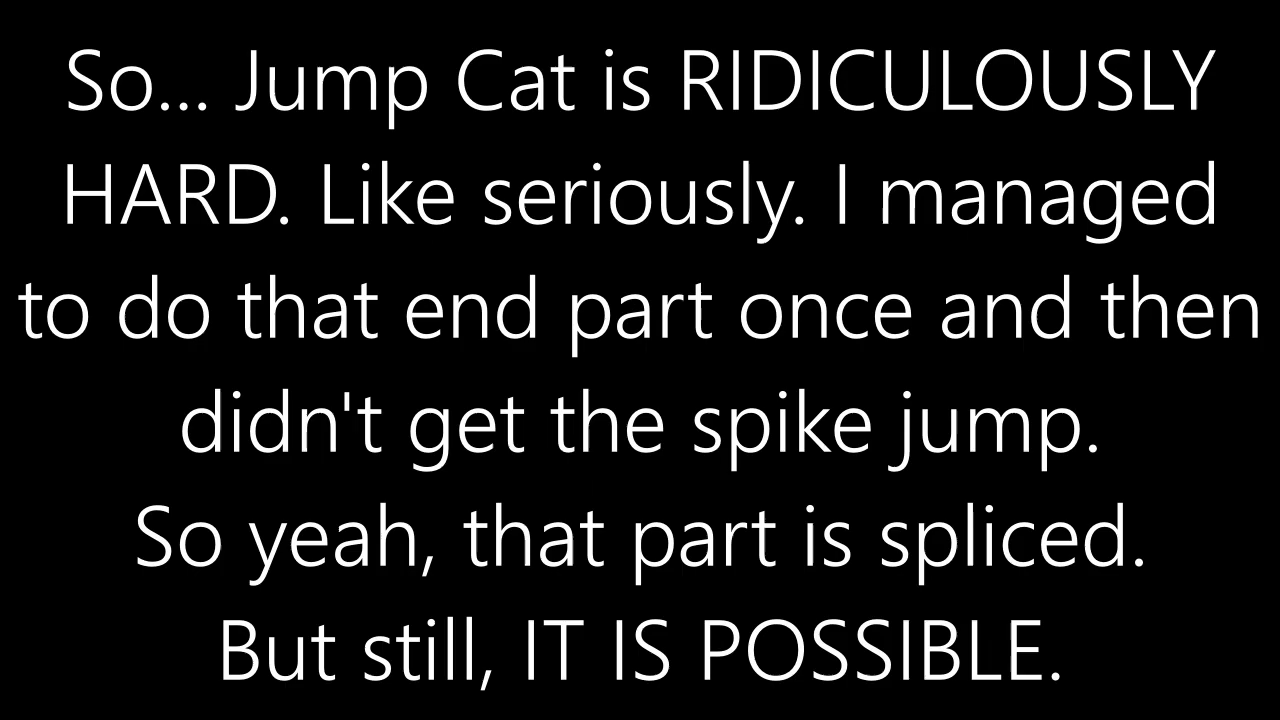 So... Jump Cat is RIDICULOUSLY
HARD. Like seriously. I managed
to do that end part once and then
didn't get the spike jump.
So yeah, that part is spliced.
But still, IT IS POSSIBLE.